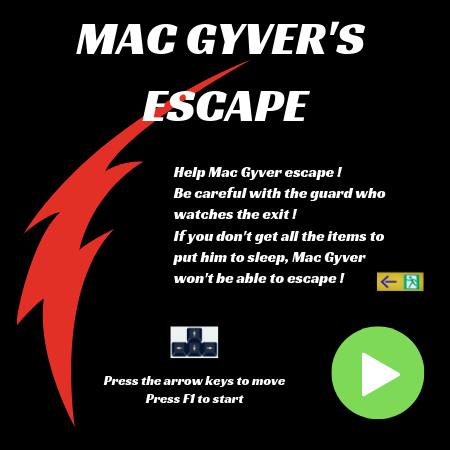 MAC GYVER'S
ESCAPE
Help Mac Gyver escape !
Be careful with the guard who
watches the exit !
If you don't get all the items to
put him to sleep, Mac Gyver
won't be able to escape !
Press the arrow keys to move
Press F1 to start